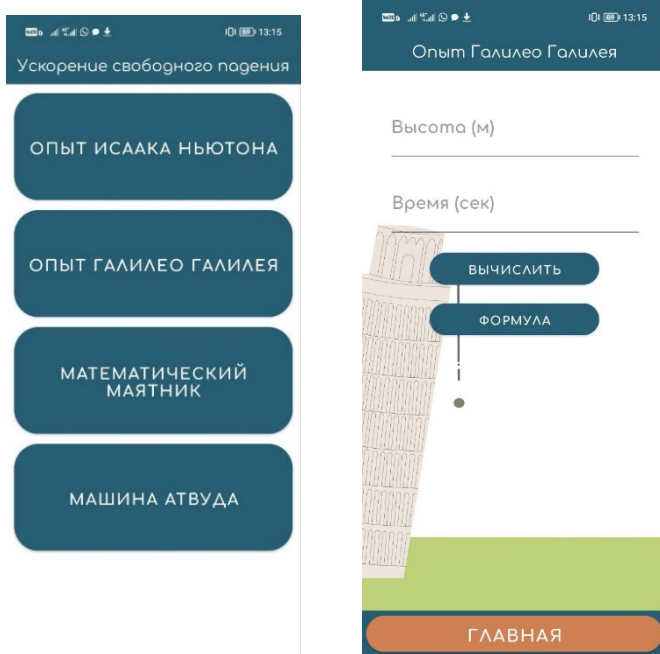 13:15
Ускорение свободного падения
ОПЫТ ИСААКА НЬЮТОНА
ОПЫТ ГАЛИЛЕО ГАЛИЛЕЯ
МАТЕМАТИЧЕСКИЙ
МАЯТНИК
МАШИНА АТВУДА
13:15
Опыт Галилео Галилея
Высота (м)
Время (сек)
ВЫЧИСЛИТЬ
ФОРМУЛА
ГЛАВНАЯ